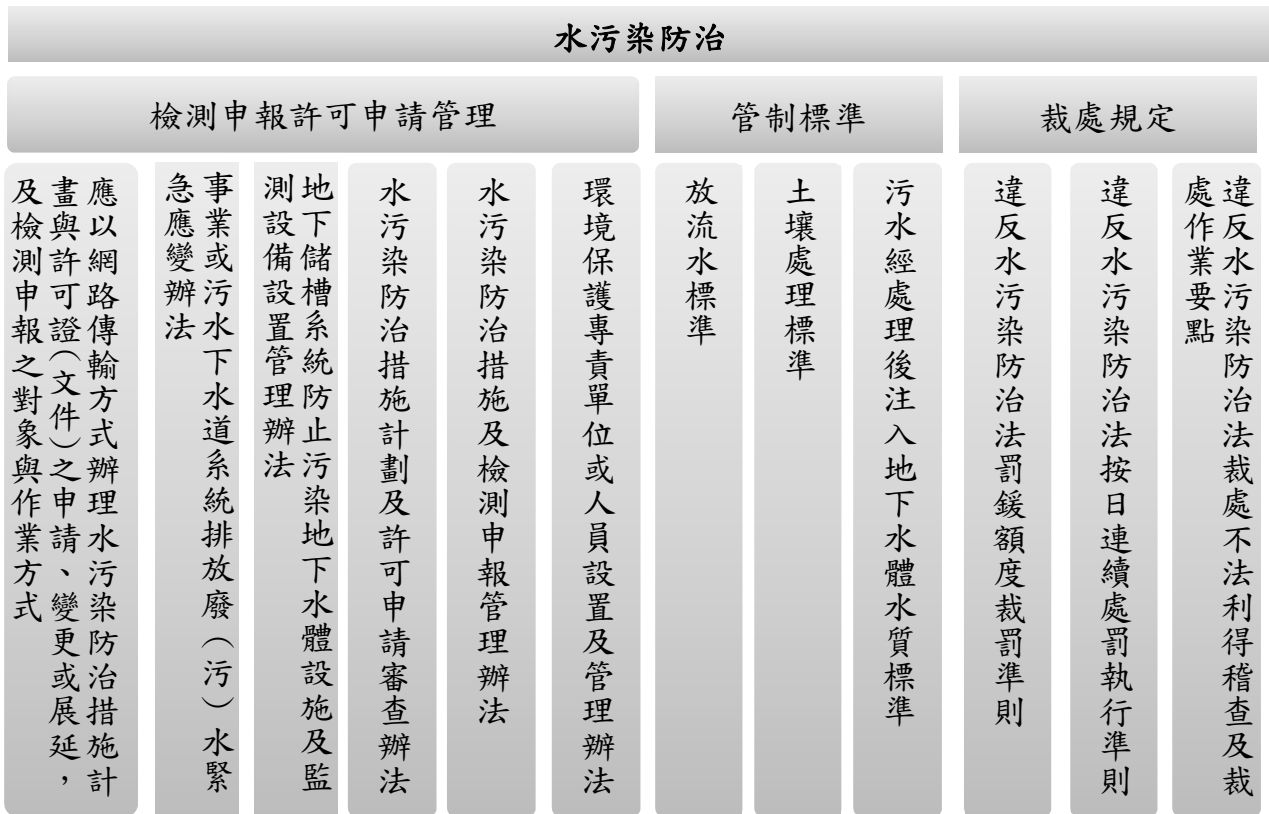 水污染防治
檢測申報許可申請管理
管制標準
裁處規定
應以網路傳輸方式辦理水污染防治措施計
畫與許可證(文件)之申請、變更或展延，
及檢測申報之對象與作業方式
事業或污水下水道系統排放廢（污）水緊
急應變辦法
地下儲槽系統防止污染地下水體設施及監
測設備設置管理辦法
水污染防治措施計劃及許可申請審查辦法
水污染防治措施及檢測申報管理辦法
環境保護專責單位或人員設置及管理辦法
放流水標準
土壤處理標準
污水經處理後注入地下水體水質標準
違反水污染防治法罰鍰額度裁罰準則
違反水污染防治法按日連續處罰執行準則
違反水污染防治法裁處不法利得稽查及裁
處作業要點